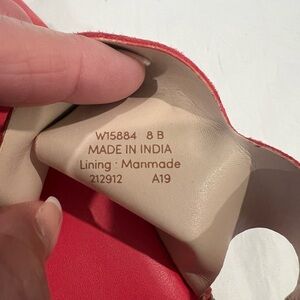 W15884 8 B
MADE IN INDIA
Lining · Manmade
212912 A19